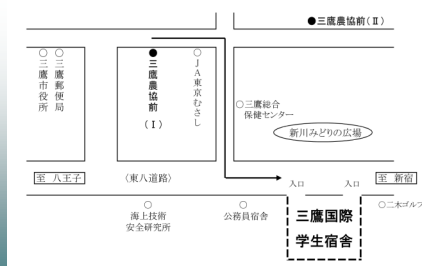 ●三鷹農協前(Ⅱ)
○三鷹市役所
○三鷹郵便局
●三鷹農協前(Ⅰ)
○JA東京むさし
○三鷹総合
保健センター
新川みどりの広場
至 八王子
(東八道路)
入口
入口
至 新宿
○
海上技術
安全研究所
○
公務員宿舎
三鷹国際
学生宿舎
○二木ゴルフ